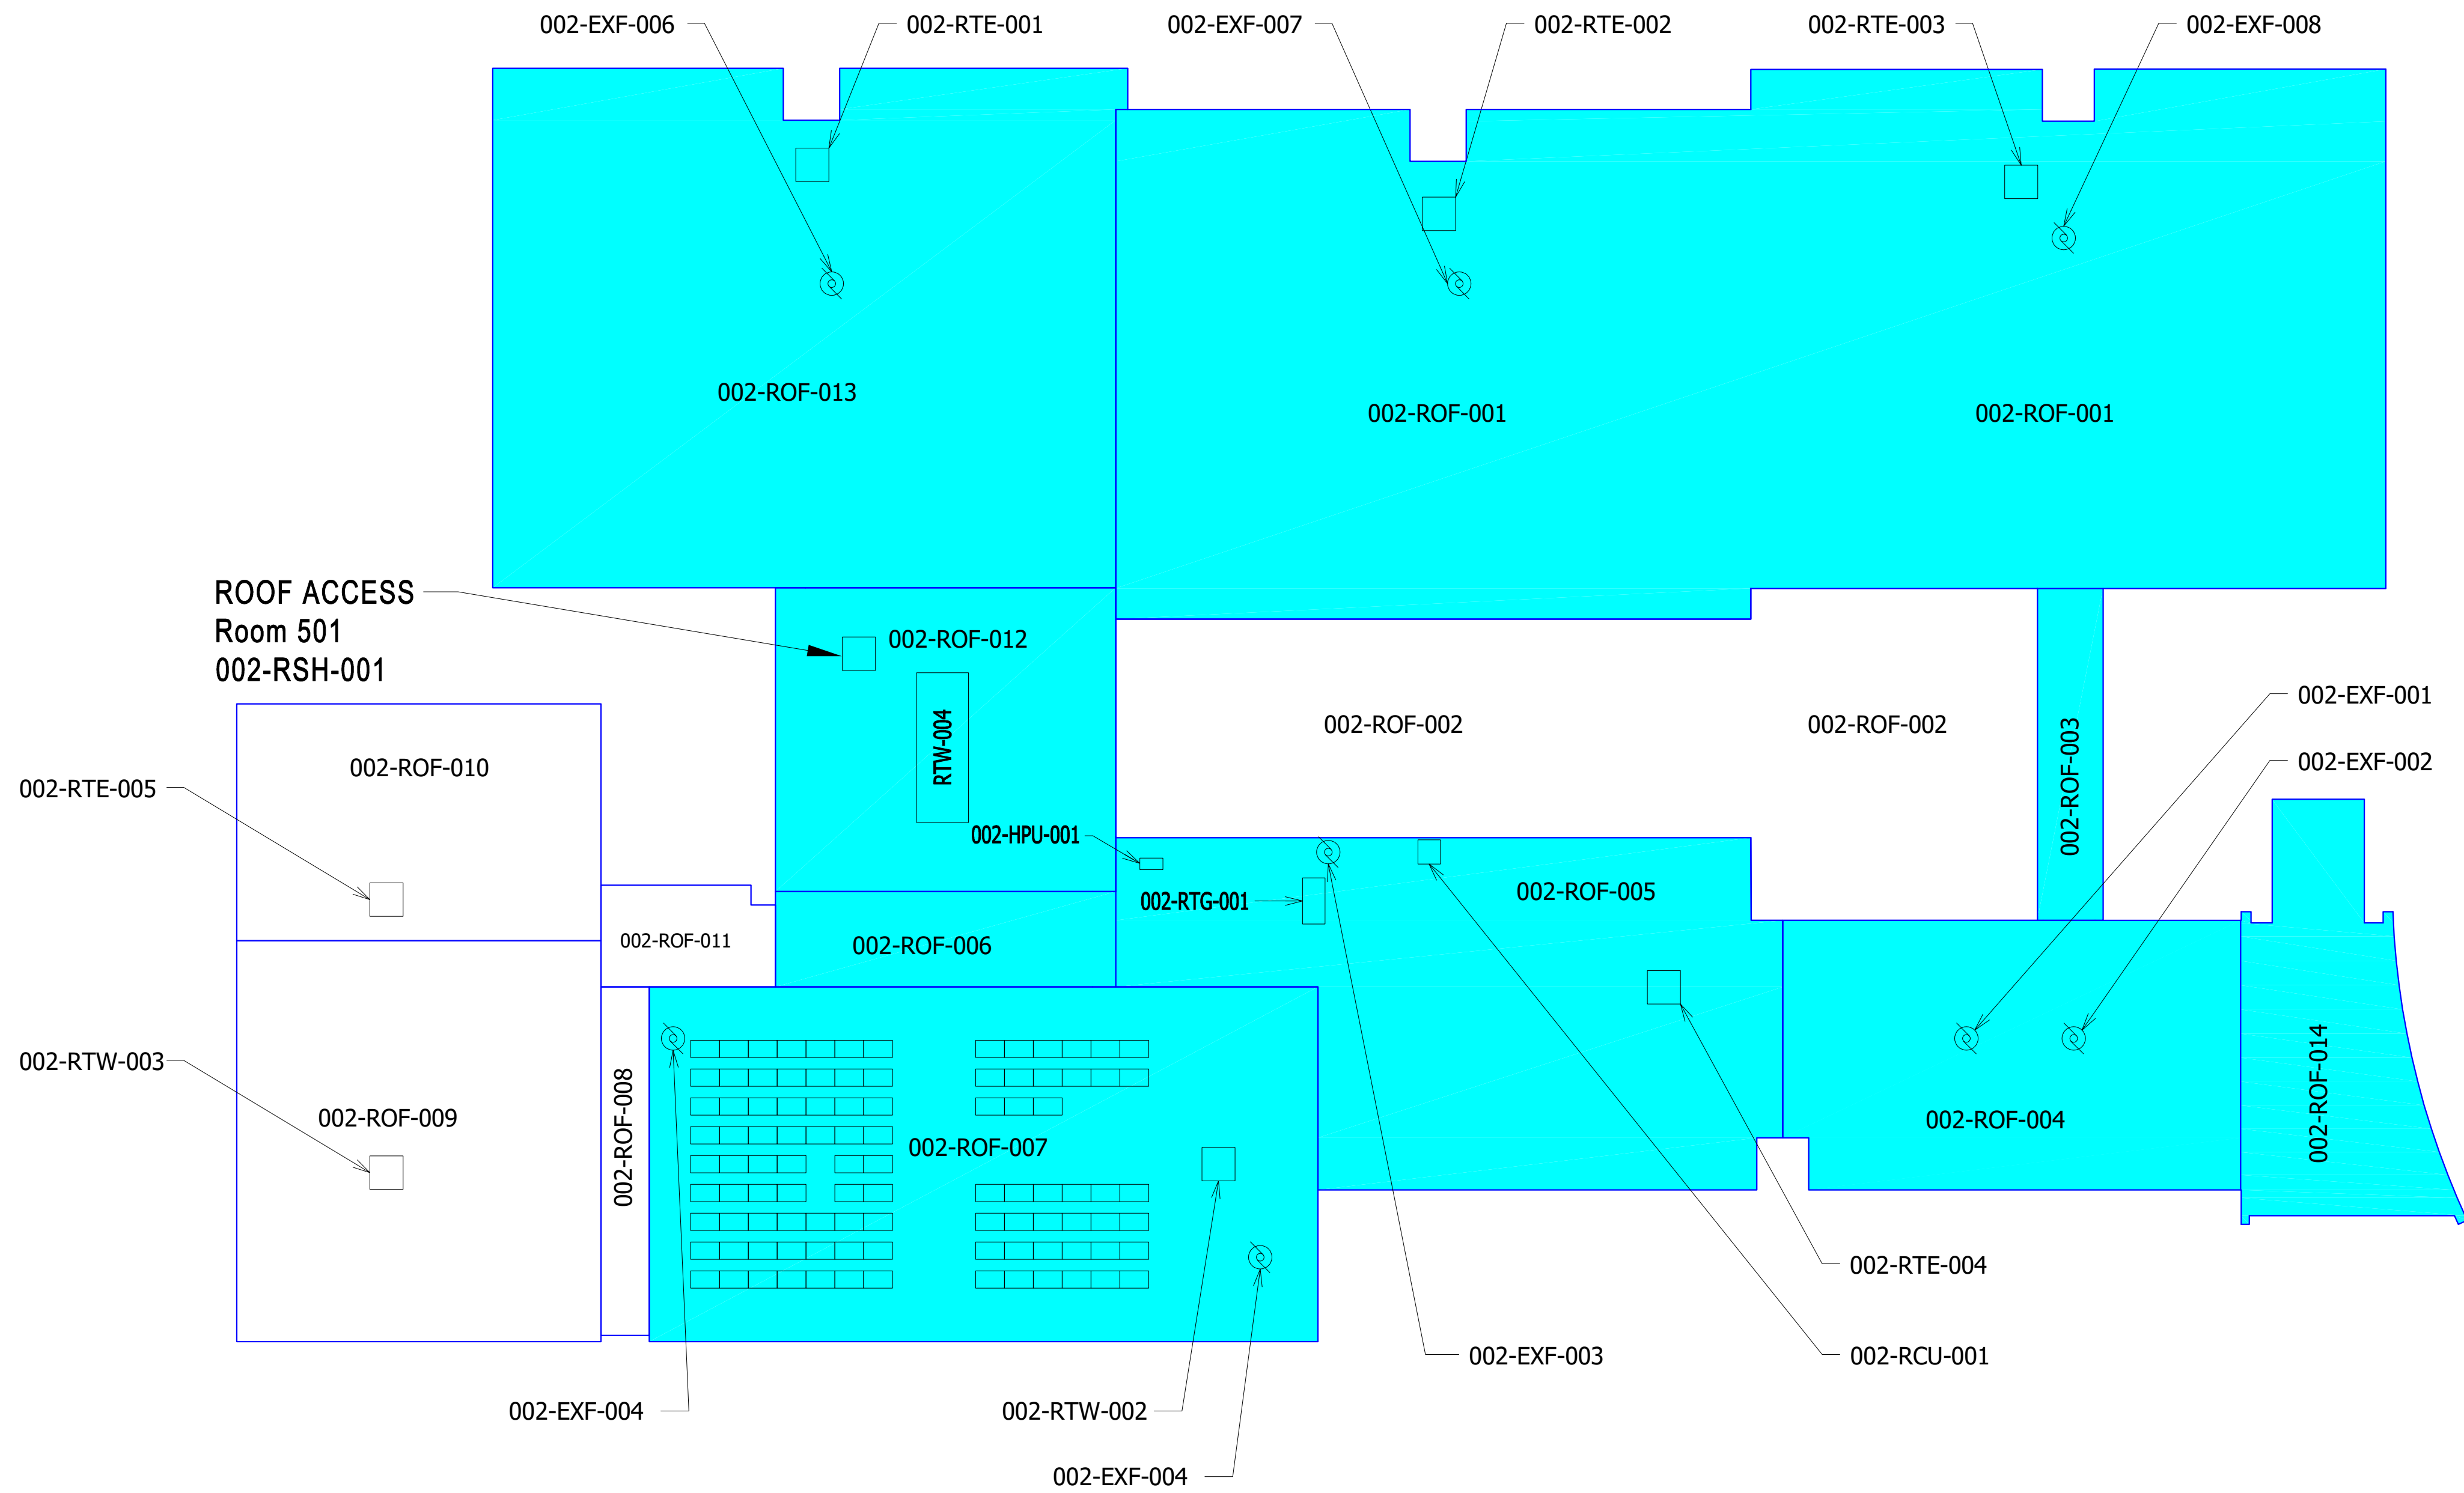 002-EXF-006
002-RTE-001
002-EXF-007
002-RTE-002
002-RTE-003
002-EXF-008
002-ROF-013
002-ROF-001
002-ROF-001
ROOF ACCESS
Room 501
002-RSH-001
002-ROF-012
RTW-004
002-ROF-002
002-ROF-002
002-ROF-003
002-EXF-001
002-EXF-002
002-ROF-010
002-RTE-005
002-HPU-001
002-RTG-001
002-ROF-005
002-ROF-011
002-ROF-006
002-RTW-003
002-ROF-009
002-ROF-008
002-ROF-007
002-ROF-004
002-ROF-014
002-RTE-004
002-EXF-003
002-RCU-001
002-EXF-004
002-RTW-002
002-EXF-004